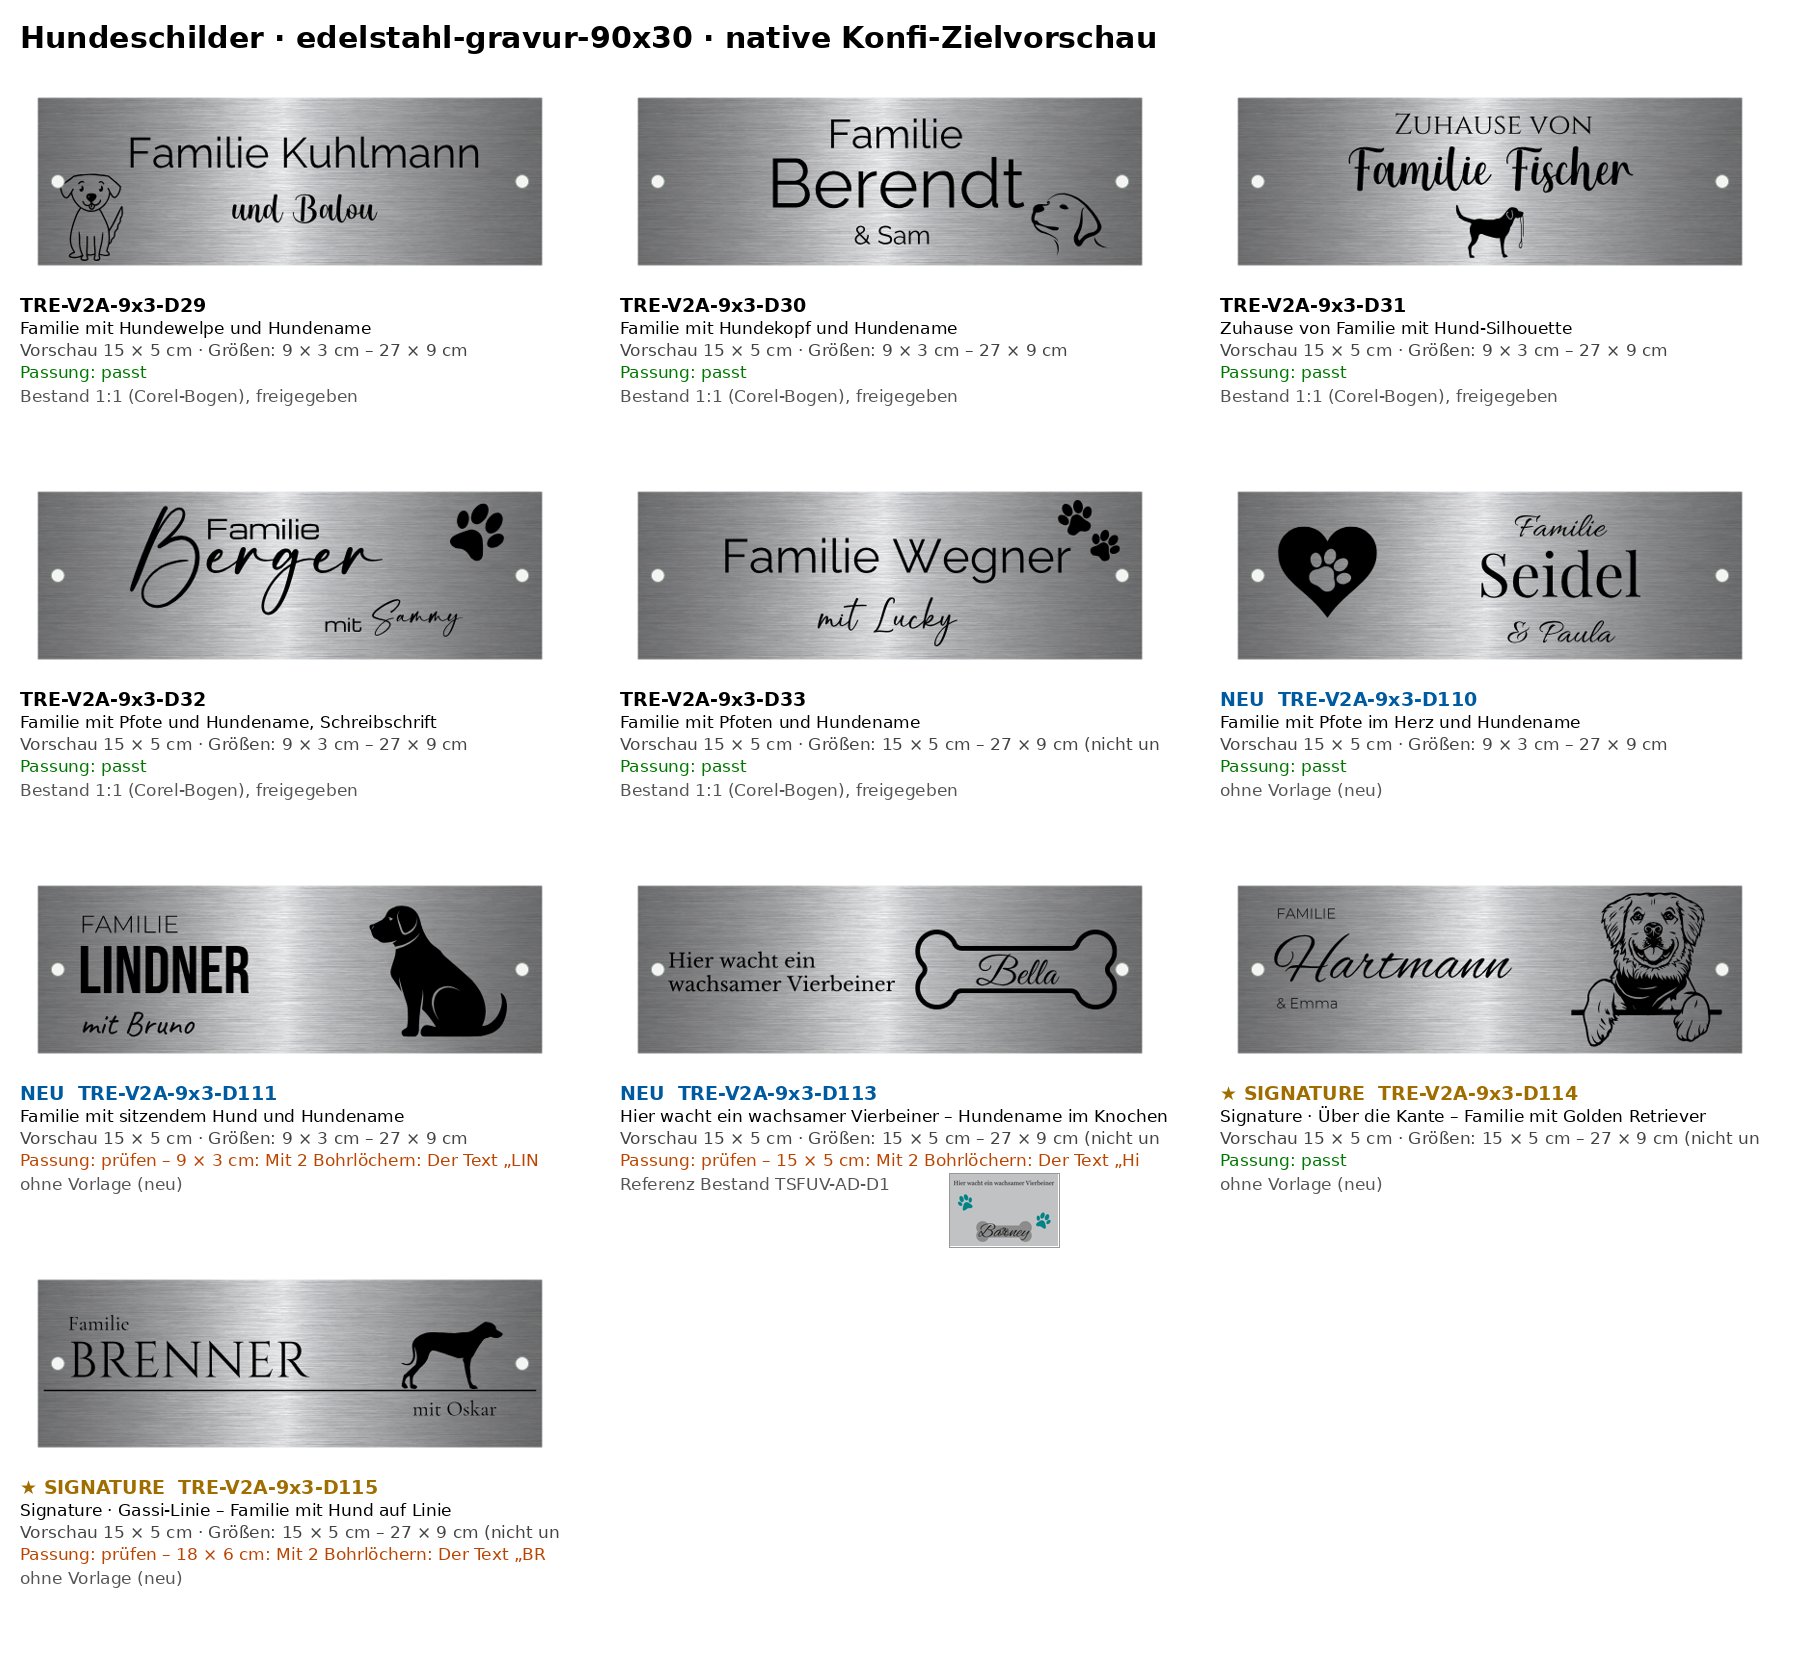 Hundeschilder · edelstahl-gravur-90x30 · native Konfi-Zielvorschau
Familie Kuhlmann
und Balou
TRE-V2A-9x3-D29
Familie mit Hundewelpe und Hundename
Vorschau 15 × 5 cm · Größen: 9 × 3 cm – 27 × 9 cm
Passung: passt
Bestand 1:1 (Corel-Bogen), freigegeben
Familie
Berendt
& Sam
TRE-V2A-9x3-D30
Familie mit Hundekopf und Hundename
Vorschau 15 × 5 cm · Größen: 9 × 3 cm – 27 × 9 cm
Passung: passt
Bestand 1:1 (Corel-Bogen), freigegeben
Zuhause von
Familie Fischer
TRE-V2A-9x3-D31
Zuhause von Familie mit Hund-Silhouette
Vorschau 15 × 5 cm · Größen: 9 × 3 cm – 27 × 9 cm
Passung: passt
Bestand 1:1 (Corel-Bogen), freigegeben
Familie
Berger
mit Sammy
TRE-V2A-9x3-D32
Familie mit Pfote und Hundename, Schreibschrift
Vorschau 15 × 5 cm · Größen: 9 × 3 cm – 27 × 9 cm
Passung: passt
Bestand 1:1 (Corel-Bogen), freigegeben
Familie Wegner
mit Lucky
TRE-V2A-9x3-D33
Familie mit Pfoten und Hundename
Vorschau 15 × 5 cm · Größen: 15 × 5 cm – 27 × 9 cm (nicht un
Passung: passt
Bestand 1:1 (Corel-Bogen), freigegeben
Familie
Seidel
& Paula
NEU TRE-V2A-9x3-D110
Familie mit Pfote im Herz und Hundename
Vorschau 15 × 5 cm · Größen: 9 × 3 cm – 27 × 9 cm
Passung: passt
ohne Vorlage (neu)
FAMILIE
LINDNER
mit Bruno
NEU TRE-V2A-9x3-D111
Familie mit sitzendem Hund und Hundename
Vorschau 15 × 5 cm · Größen: 9 × 3 cm – 27 × 9 cm
Passung: prüfen – 9 × 3 cm: Mit 2 Bohrlöchern: Der Text „LIN
ohne Vorlage (neu)
Hier wacht ein
wachsamer Vierbeiner
Bella
NEU TRE-V2A-9x3-D113
Hier wacht ein wachsamer Vierbeiner – Hundename im Knochen
Vorschau 15 × 5 cm · Größen: 15 × 5 cm – 27 × 9 cm (nicht un
Passung: prüfen – 15 × 5 cm: Mit 2 Bohrlöchern: Der Text „Hi
Referenz Bestand TSFUV-AD-D1
Hier wacht ein wachsamer Vierbeiner
Barney
FAMILIE
Hartmann
& Emma
★ SIGNATURE TRE-V2A-9x3-D114
Signature · Über die Kante – Familie mit Golden Retriever
Vorschau 15 × 5 cm · Größen: 15 × 5 cm – 27 × 9 cm (nicht un
Passung: passt
ohne Vorlage (neu)
Familie
BRENNER
mit Oskar
★ SIGNATURE TRE-V2A-9x3-D115
Signature · Gassi-Linie – Familie mit Hund auf Linie
Vorschau 15 × 5 cm · Größen: 15 × 5 cm – 27 × 9 cm (nicht un
Passung: prüfen – 18 × 6 cm: Mit 2 Bohrlöchern: Der Text „BR
ohne Vorlage (neu)